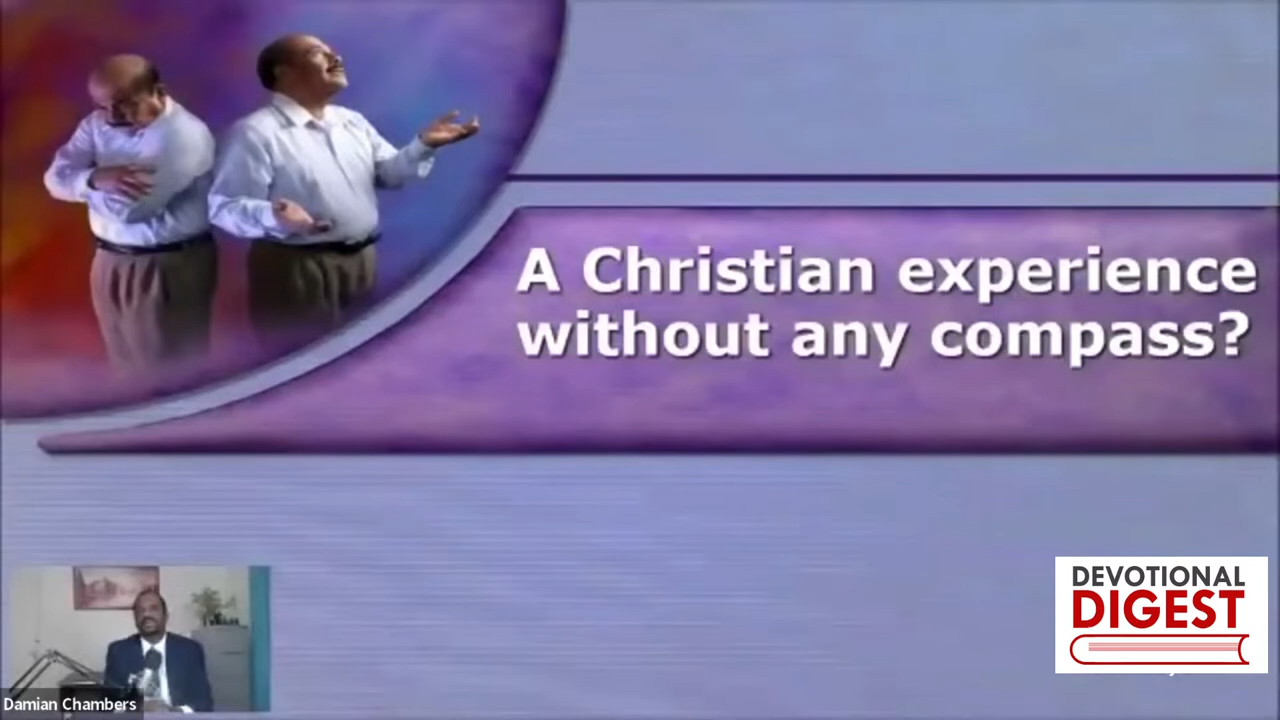 A Christian experience
without any compass?
DEVOTIONAL
DIGEST
Damian Chambers